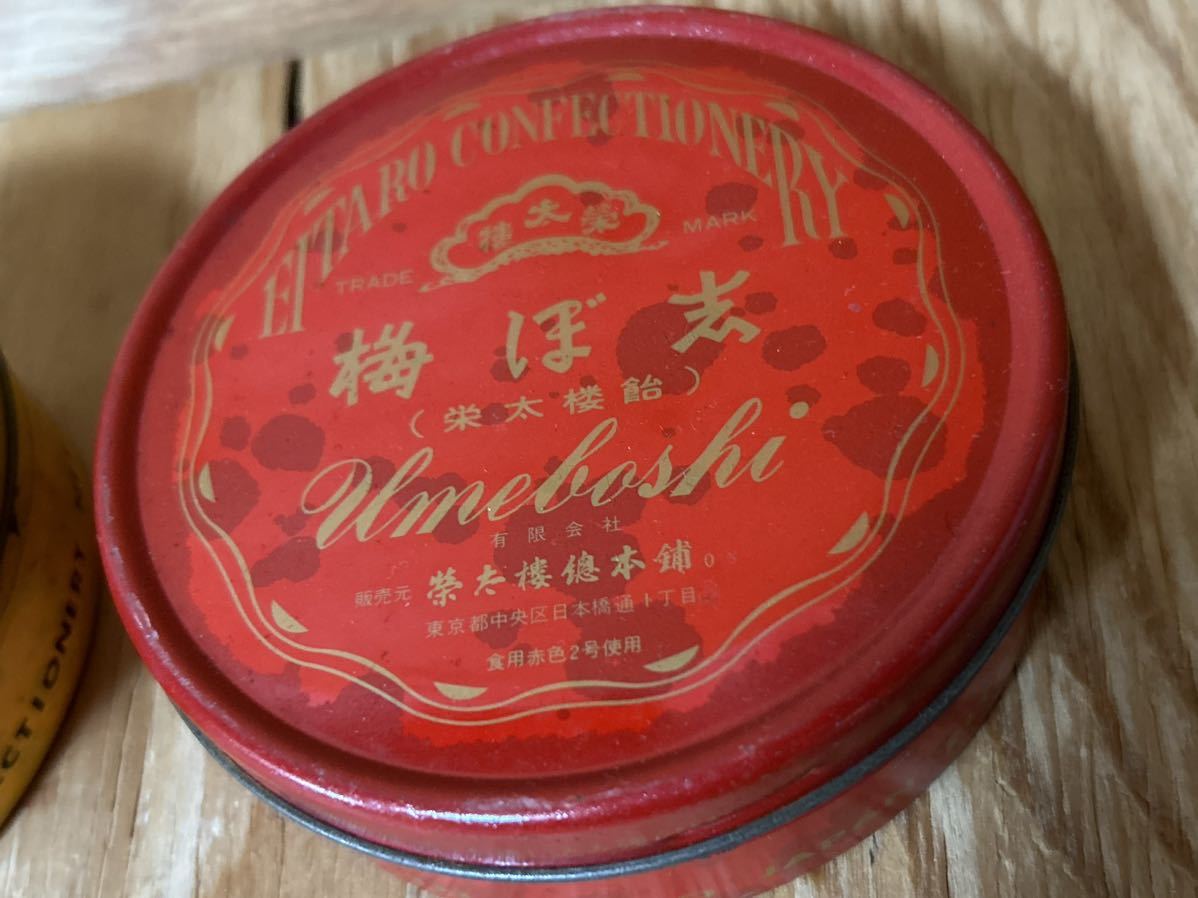 EITARO CONFECTIONERY
榮太樓
TRADE MARK
梅ぼ志
(栄太楼飴)
Umeboshi
有限会社
販売元 榮太樓總本鋪
東京都中央区日本橋通1丁目
食用赤色2号使用
CTIONERY